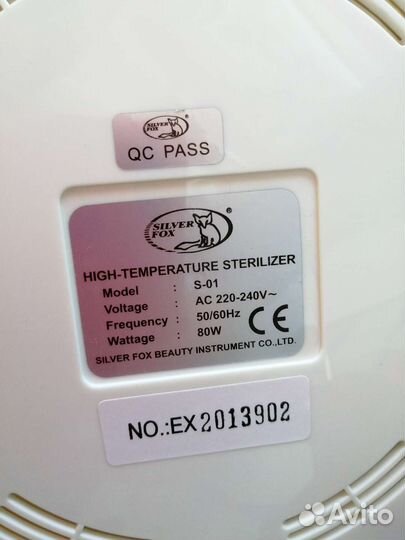 SILVER FOX ®
QC PASS
SILVER FOX ®
HIGH-TEMPERATURE STERILIZER
Model : S-01
Voltage : AC 220-240V~
Frequency : 50/60Hz
Wattage : 80W CE
SILVER FOX BEAUTY INSTRUMENT CO.,LTD.
NO.:EX2013902
Avito